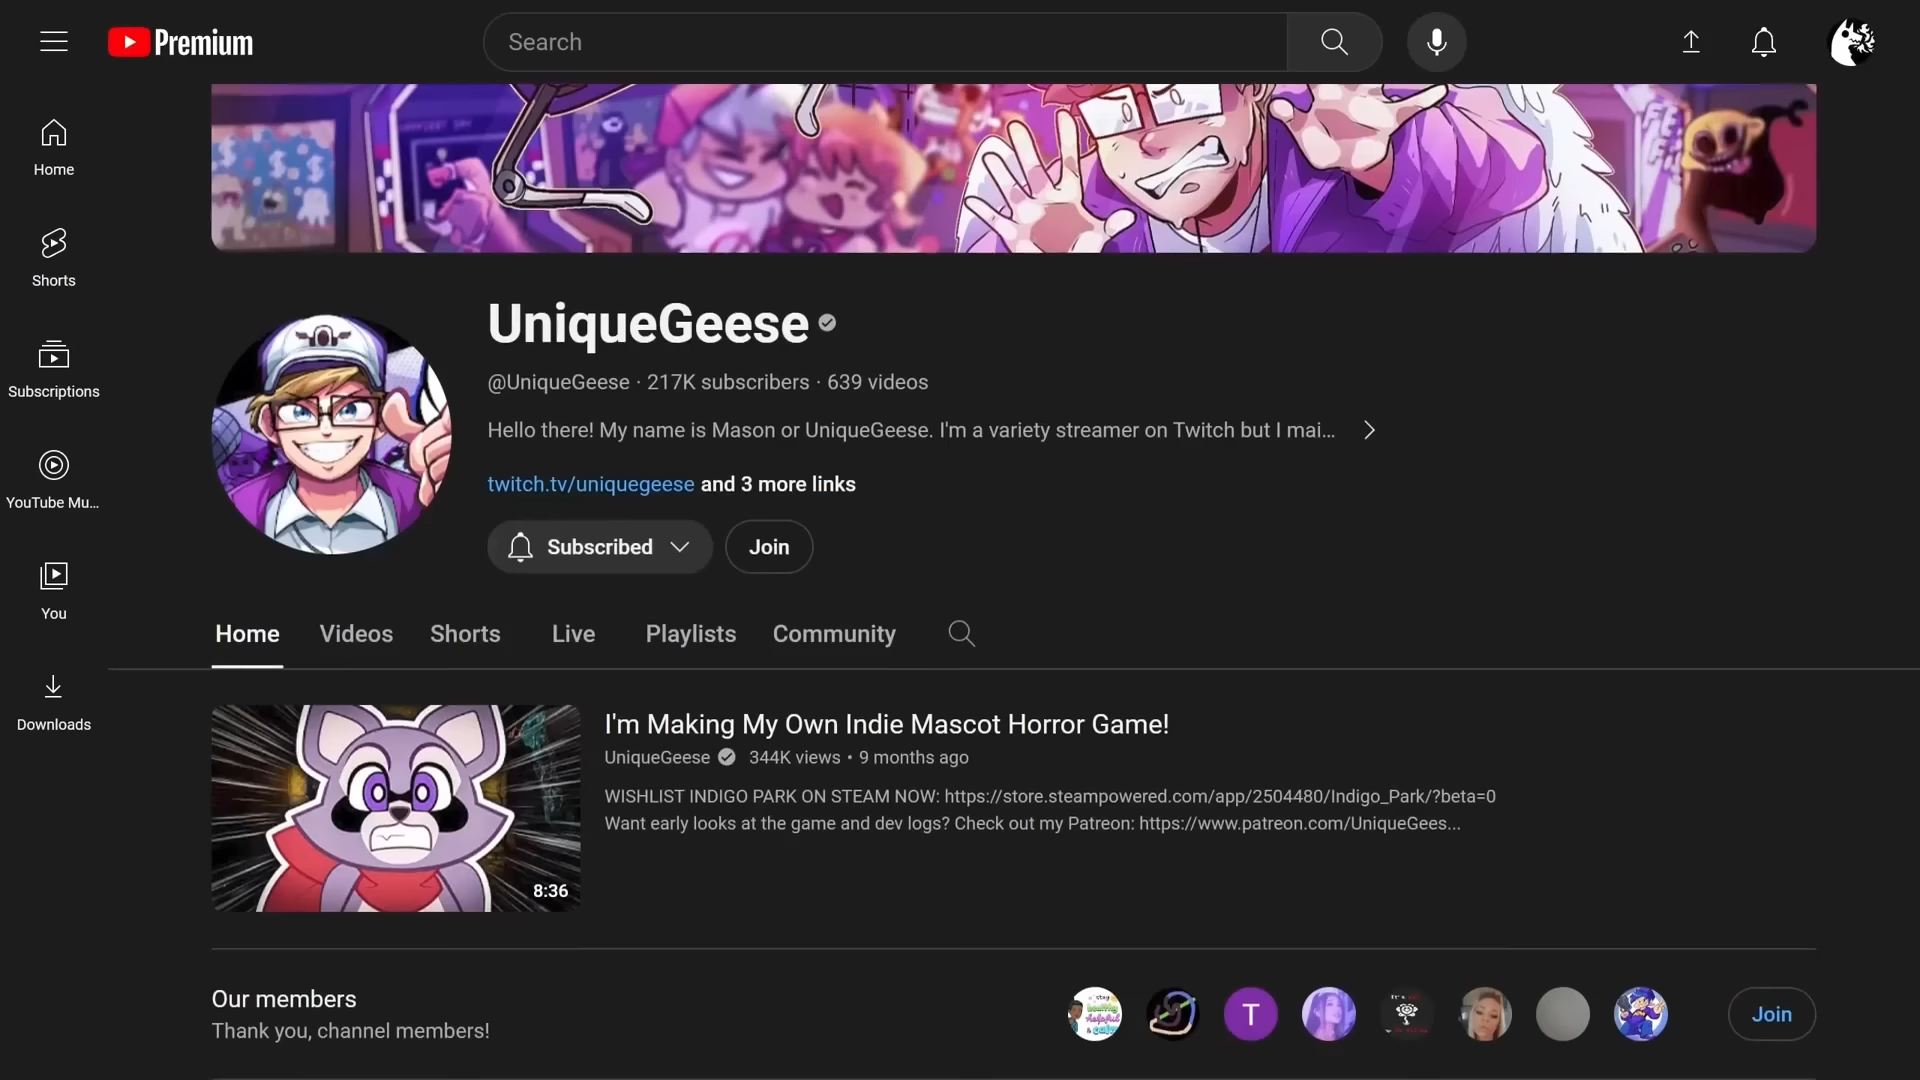 Premium
Search
Home
Shorts
Subscriptions
YouTube Mu...
You
Downloads
UniqueGeese
@UniqueGeese · 217K subscribers · 639 videos
Hello there! My name is Mason or UniqueGeese. I'm a variety streamer on Twitch but I mai...
twitch.tv/uniquegeese and 3 more links
Subscribed
Join
Home Videos Shorts Live Playlists Community
8:36
I'm Making My Own Indie Mascot Horror Game!
UniqueGeese 344K views • 9 months ago
WISHLIST INDIGO PARK ON STEAM NOW: https://store.steampowered.com/app/2504480/Indigo_Park/?beta=0
Want early looks at the game and dev logs? Check out my Patreon: https://www.patreon.com/UniqueGees...
Our members
Thank you, channel members!
T
Join